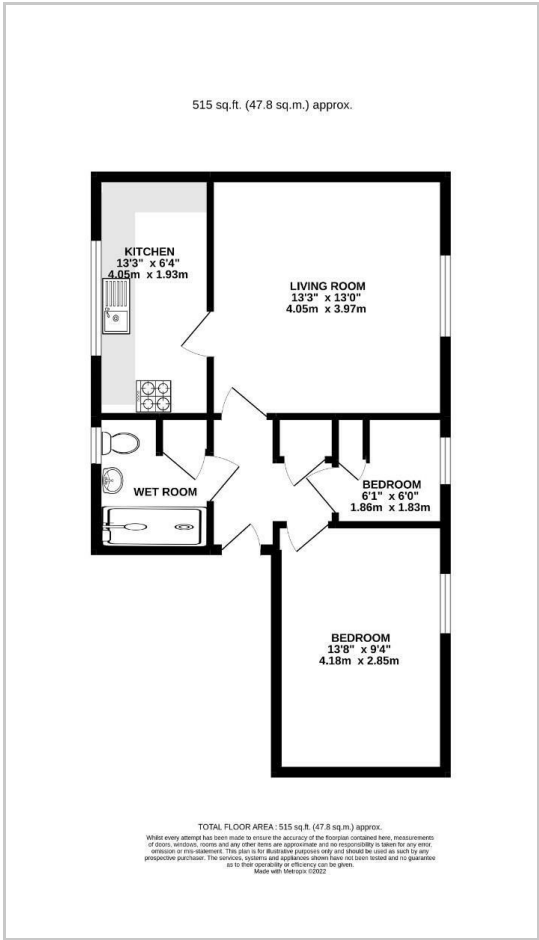 515 sq.ft. (47.8 sq.m.) approx.
KITCHEN
13'3" x 6'4"
4.05m x 1.93m
LIVING ROOM
13'3" x 13'0"
4.05m x 3.97m
WET ROOM
BEDROOM
6'1" x 6'0"
1.86m x 1.83m
BEDROOM
13'8" x 9'4"
4.18m x 2.85m
TOTAL FLOOR AREA : 515 sq.ft. (47.8 sq.m.) approx.
Whilst every attempt has been made to ensure the accuracy of the floorplan contained here, measurements
of doors, windows, rooms and any other items are approximate and no responsibility is taken for any error,
omission or mis-statement. This plan is for illustrative purposes only and should be used as such by any
prospective purchaser. The services, systems and appliances shown have not been tested and no guarantee
as to their operability or efficiency can be given.
Made with Metropix ©2022